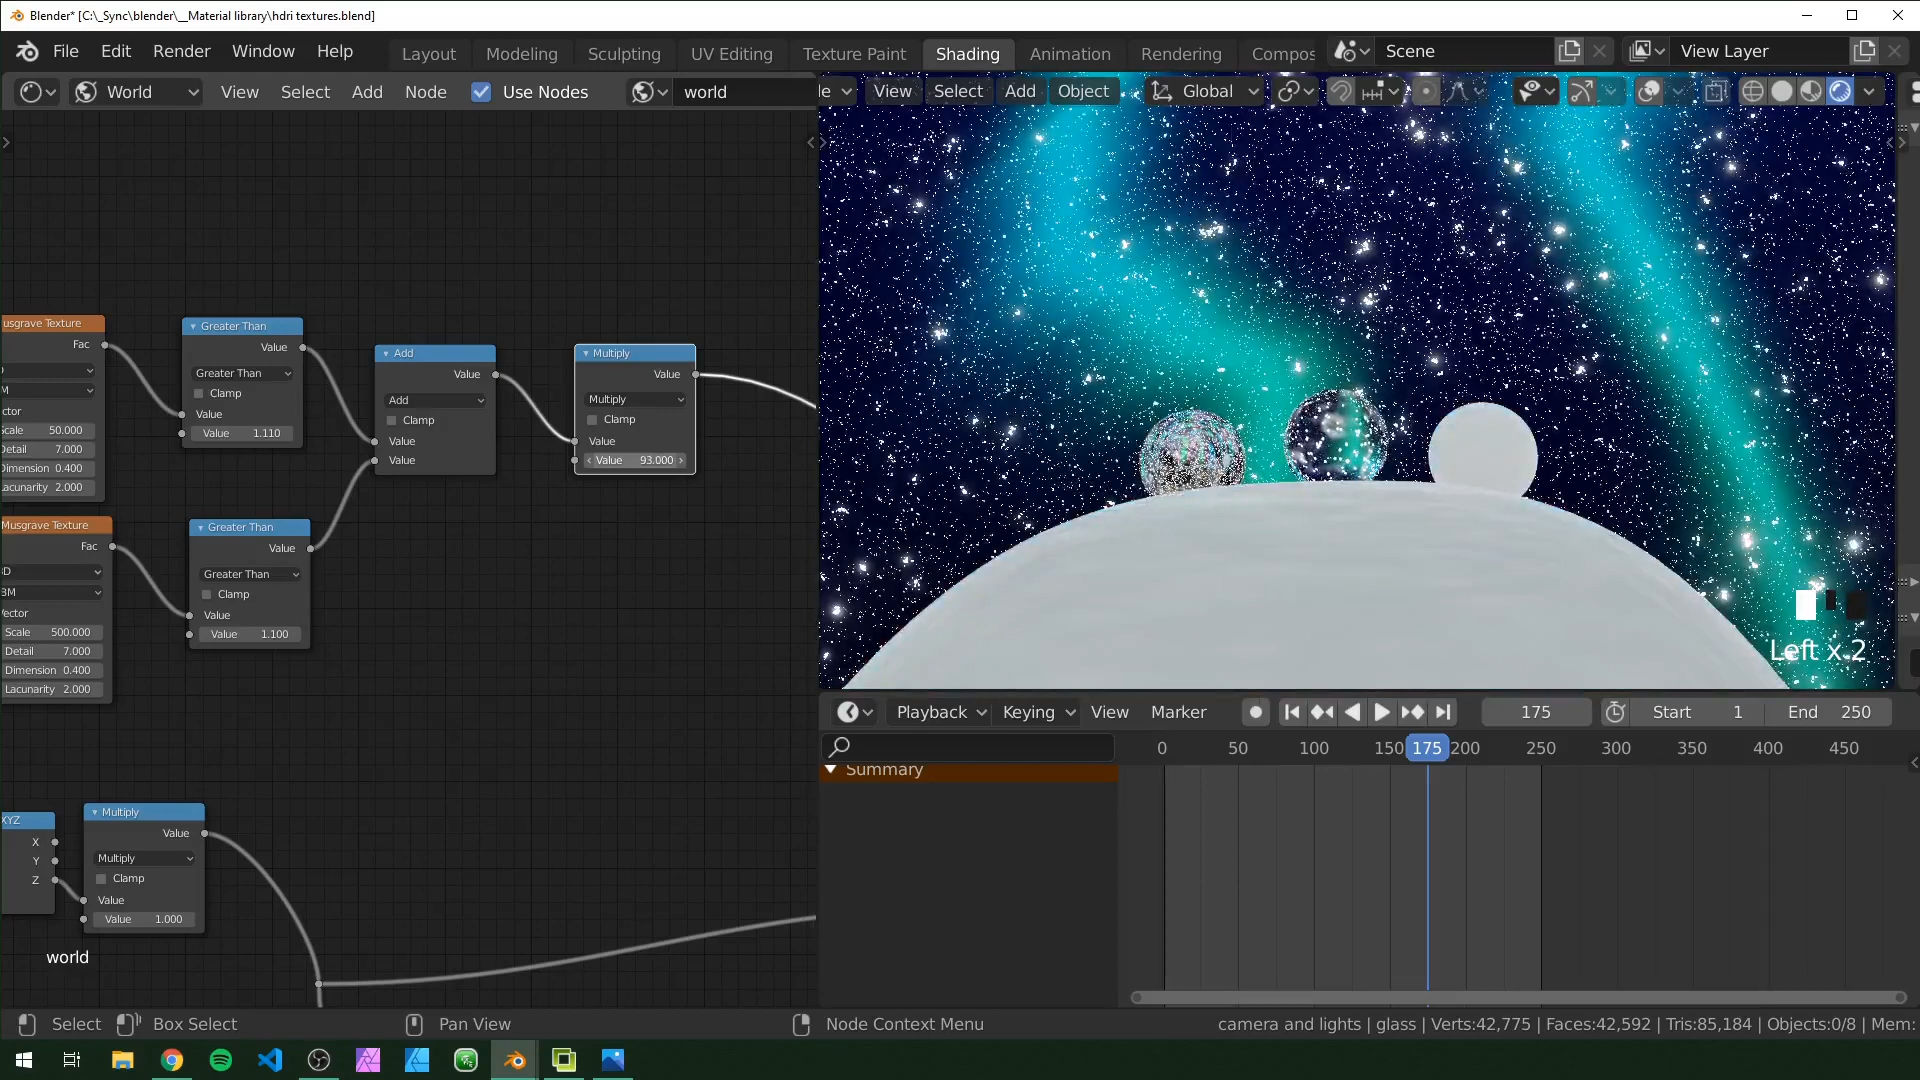 Blender* [C:\_Sync\blender\__Material library\hdri textures.blend]
File Edit Render Window Help Layout Modeling Sculpting UV Editing Texture Paint Shading Animation Rendering Compos Scene View Layer
World View Select Add Node Use Nodes world
le View Select Add Object Global
usgrave Texture
Fac
ctor
cale 50.000
Detail 7.000
Dimension 0.400
Lacunarity 2.000
Greater Than
Value
Greater Than
Clamp
Value
Value 1.110
Add
Value
Add
Clamp
Value
Value
Multiply
Value
Multiply
Clamp
Value
Value 93.000
Musgrave Texture
Fac
Vector
Scale 500.000
Detail 7.000
Dimension 0.400
Lacunarity 2.000
Greater Than
Value
Greater Than
Clamp
Value
Value 1.100
XYZ
X
Y
Z
Multiply
Value
Multiply
Clamp
Value
Value 1.000
world
Left x 2
Playback Keying View Marker 175 Start 1 End 250
0 50 100 150 175 200 250 300 350 400 450
Summary
Select Box Select Pan View Node Context Menu camera and lights | glass | Verts:42,775 | Faces:42,592 | Tris:85,184 | Objects:0/8 | Mem: